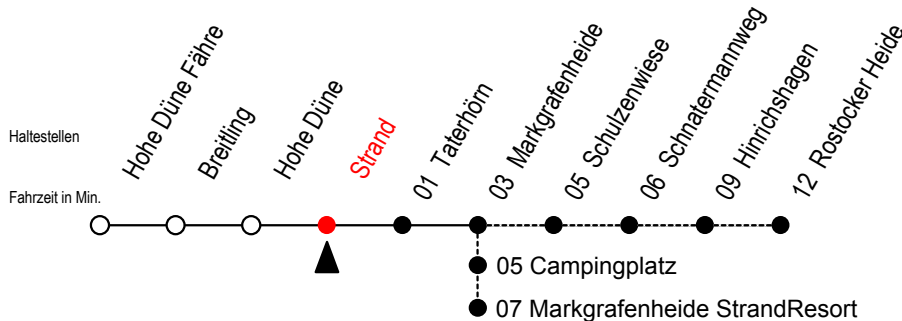 Haltestellen
Fahrzeit in Min.
Hohe Düne Fähre
Breitling
Hohe Düne
Strand
01 Taterhörn
03 Markgrafenheide
05 Schulzenwiese
06 Schnatermannweg
09 Hinrichshagen
12 Rostocker Heide
05 Campingplatz
07 Markgrafenheide StrandResort